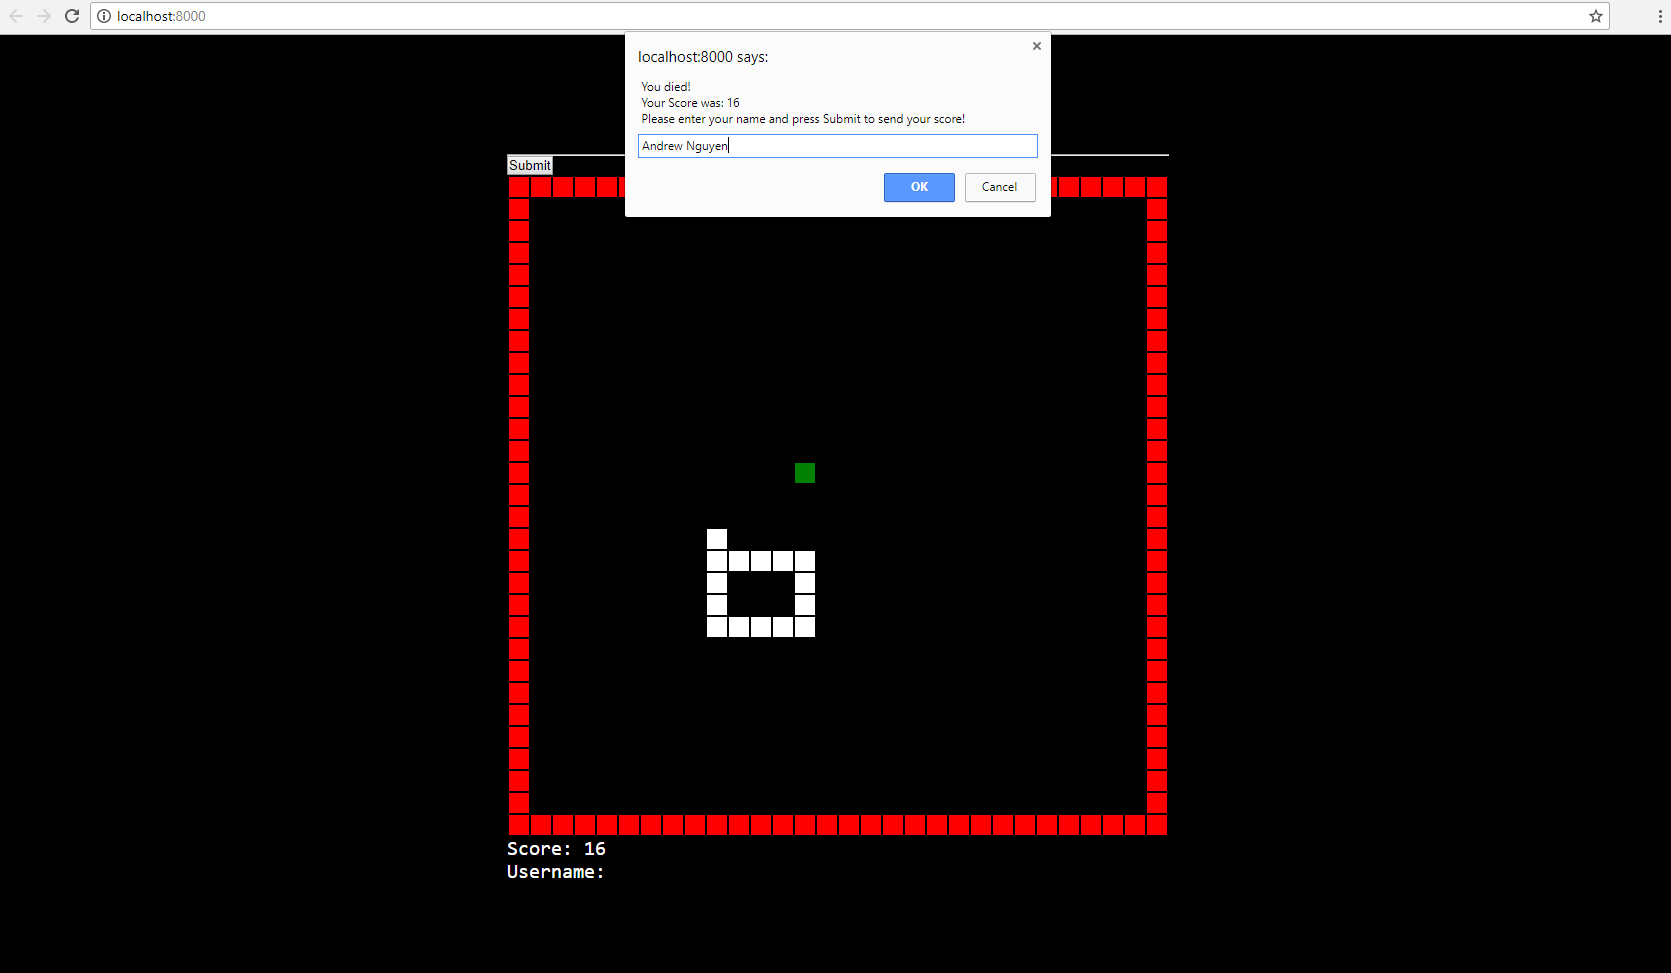 localhost:8000
localhost:8000 says:
You died!
Your Score was: 16
Please enter your name and press Submit to send your score!
Andrew Nguyen
OK Cancel
Submit
Score: 16
Username: